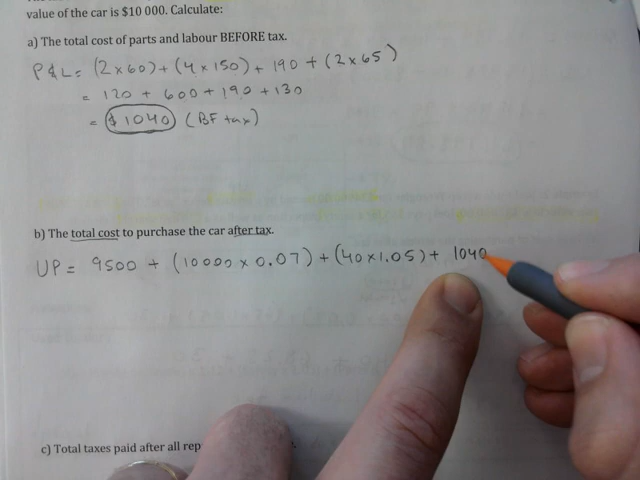 value of the car is $10 000. Calculate:
a) The total cost of parts and labour BEFORE tax.
P & L = (2 x 60) + (4 x 150) + 190 + (2 x 65)
= 120 + 600 + 190 + 130
= $1040 (BF tax)
b) The total cost to purchase the car after tax.
UP = 9500 + (10000 x 0.07) + (40 x 1.05) + 1040
c) Total taxes paid after all rep